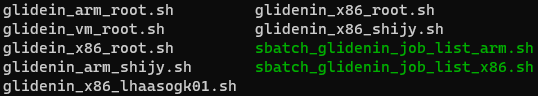 glidein_arm_root.sh glidenin_x86_root.sh
glidein_vm_root.sh glidenin_x86_shijy.sh
glidein_x86_root.sh sbatch_glidenin_job_list_arm.sh
glidenin_arm_shijy.sh sbatch_glidenin_job_list_x86.sh
glidenin_x86_lhaasogk01.sh